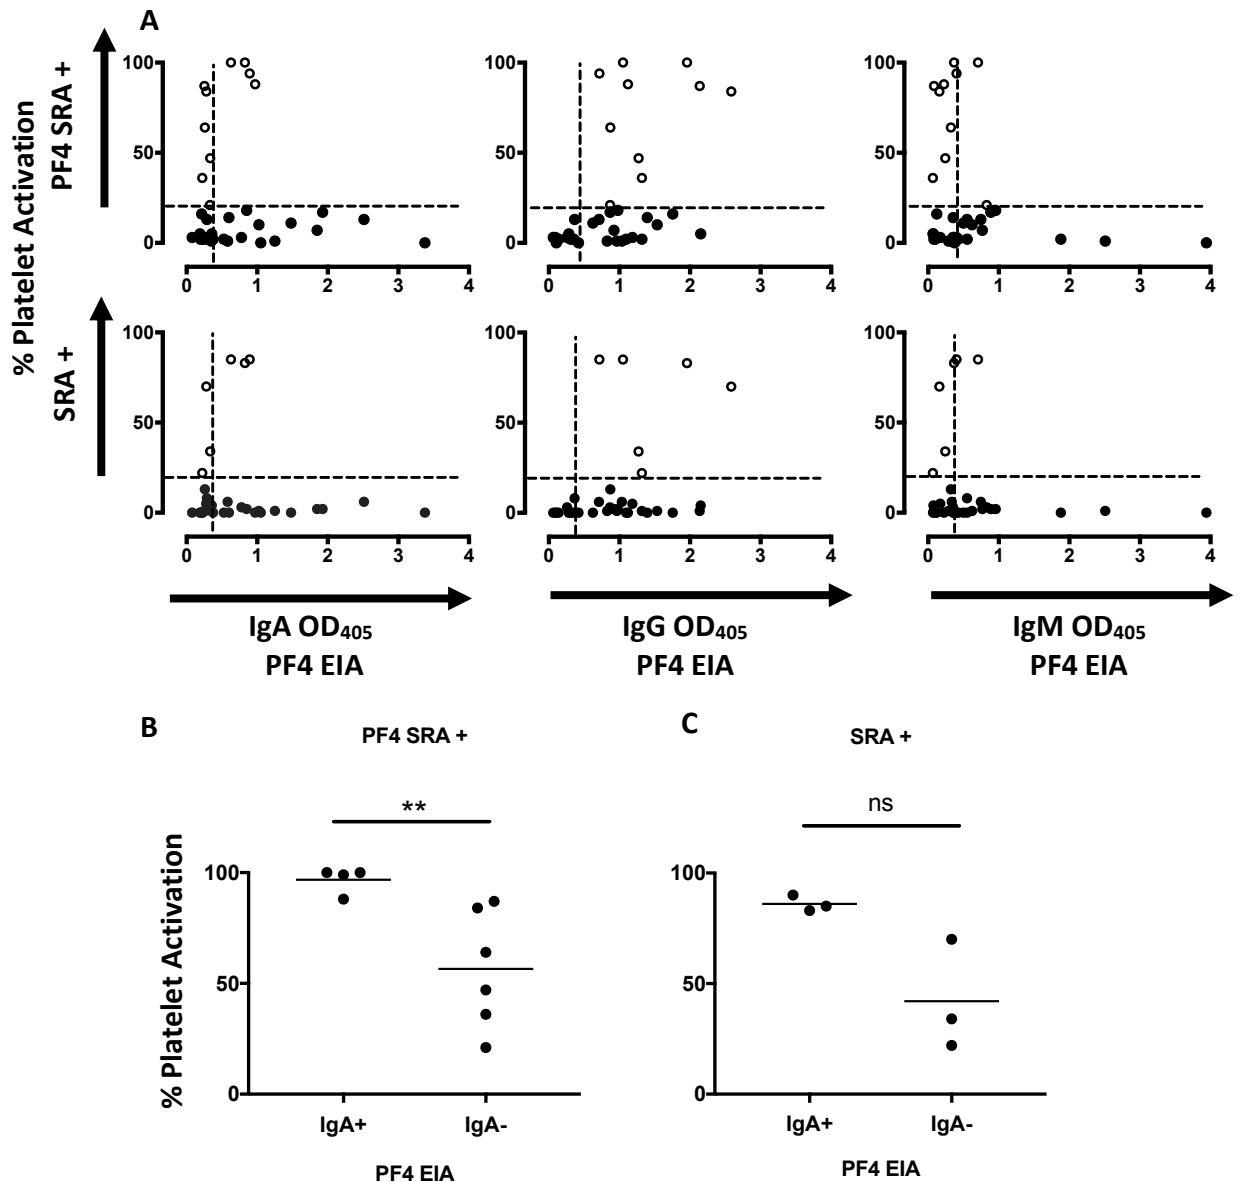 A
% Platelet Activation
PF4 SRA +
100
50
0
0 1 2 3 4
100
50
0
0 1 2 3 4
100
50
0
0 1 2 3 4
SRA +
100
50
0
0 1 2 3 4
100
50
0
0 1 2 3 4
100
50
0
0 1 2 3 4
IgA OD405
PF4 EIA
IgG OD405
PF4 EIA
IgM OD405
PF4 EIA
B
PF4 SRA +
**
% Platelet Activation
100
50
0
IgA+ IgA-
PF4 EIA
C
SRA +
ns
100
50
0
IgA+ IgA-
PF4 EIA